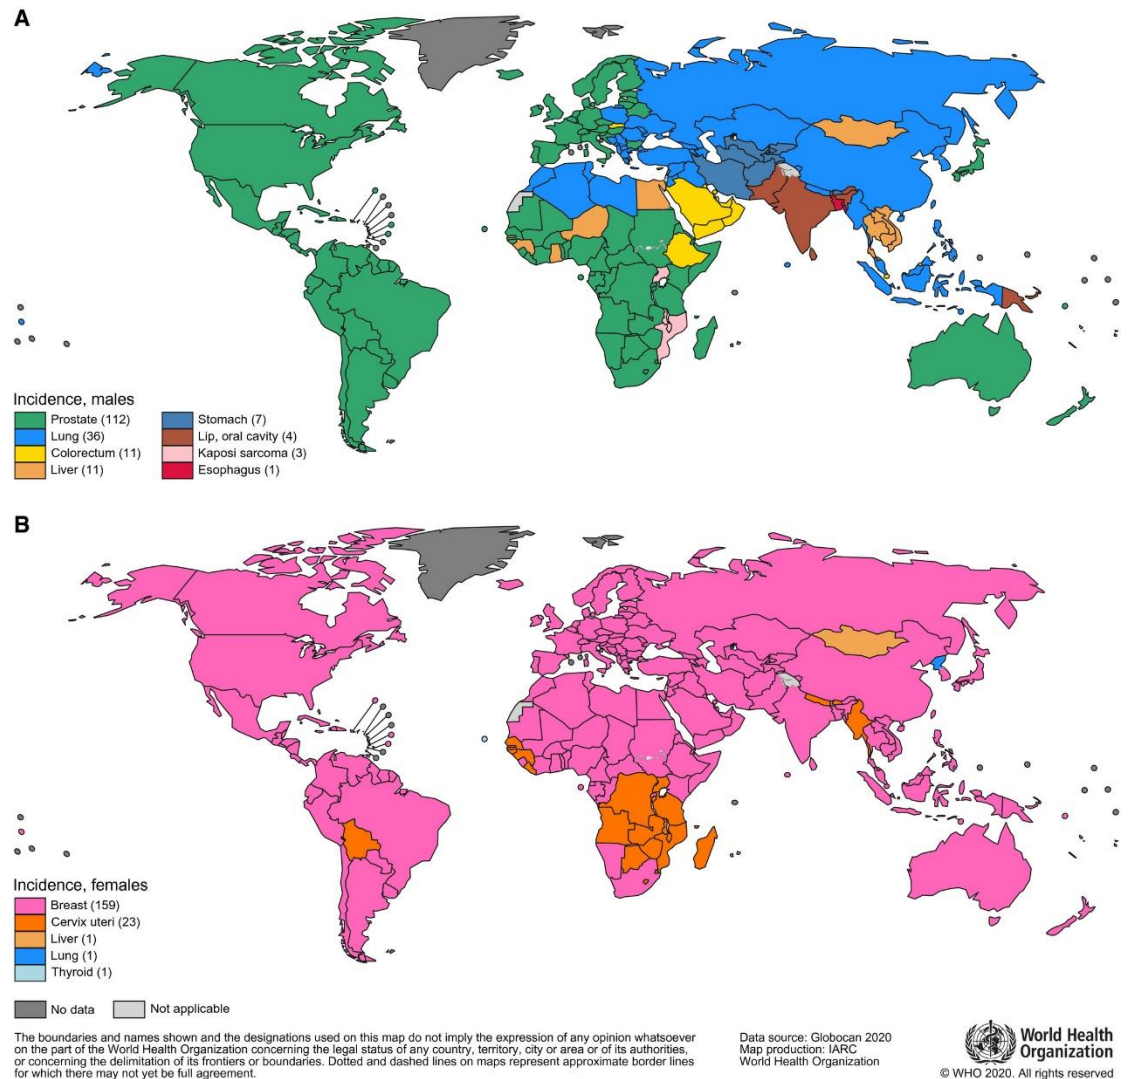 A
Incidence, males
Prostate (112)
Lung (36)
Colorectum (11)
Liver (11)
Stomach (7)
Lip, oral cavity (4)
Kaposi sarcoma (3)
Esophagus (1)
B
Incidence, females
Breast (159)
Cervix uteri (23)
Liver (1)
Lung (1)
Thyroid (1)
No data
Not applicable
The boundaries and names shown and the designations used on this map do not imply the expression of any opinion whatsoever
on the part of the World Health Organization concerning the legal status of any country, territory, city or area or of its authorities,
or concerning the delimitation of its frontiers or boundaries. Dotted and dashed lines on maps represent approximate border lines
for which there may not yet be full agreement.
Data source: Globocan 2020
Map production: IARC
World Health Organization
World Health
Organization
© WHO 2020. All rights reserved